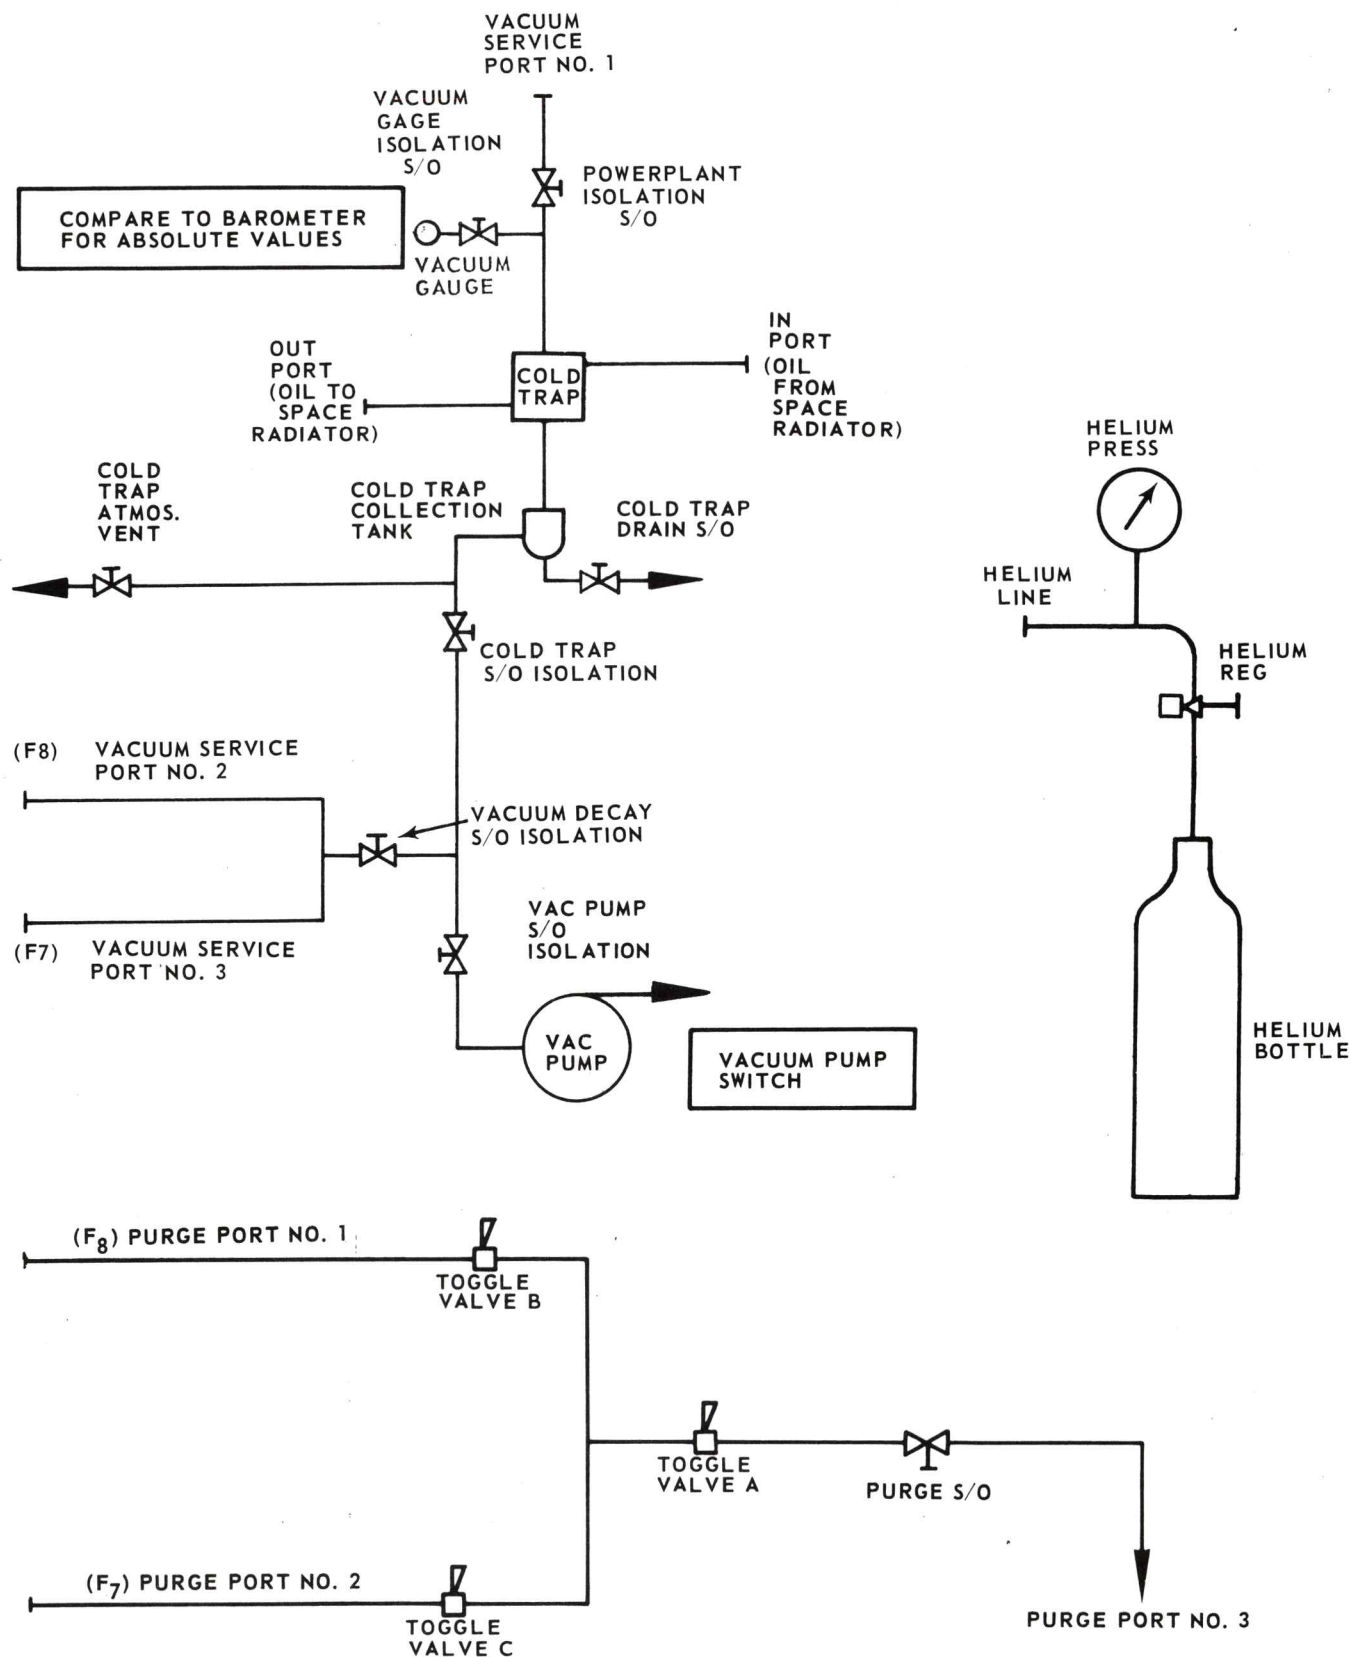 VACUUM
SERVICE
PORT NO. 1
VACUUM
GAGE
ISOLATION
S/O
POWERPLANT
ISOLATION
S/O
COMPARE TO BAROMETER
FOR ABSOLUTE VALUES
VACUUM
GAUGE
IN
PORT
(OIL
FROM
SPACE
RADIATOR)
OUT
PORT
(OIL TO
SPACE
RADIATOR)
COLD
TRAP
HELIUM
PRESS
COLD
TRAP
ATMOS.
VENT
COLD TRAP
COLLECTION
TANK
COLD TRAP
DRAIN S/O
HELIUM
LINE
COLD TRAP
S/O ISOLATION
HELIUM
REG
(F8) VACUUM SERVICE
PORT NO. 2
VACUUM DECAY
S/O ISOLATION
VAC PUMP
S/O
ISOLATION
(F7) VACUUM SERVICE
PORT NO. 3
VAC
PUMP
VACUUM PUMP
SWITCH
HELIUM
BOTTLE
(F8) PURGE PORT NO. 1
TOGGLE
VALVE B
TOGGLE
VALVE A
PURGE S/O
(F7) PURGE PORT NO. 2
TOGGLE
VALVE C
PURGE PORT NO. 3